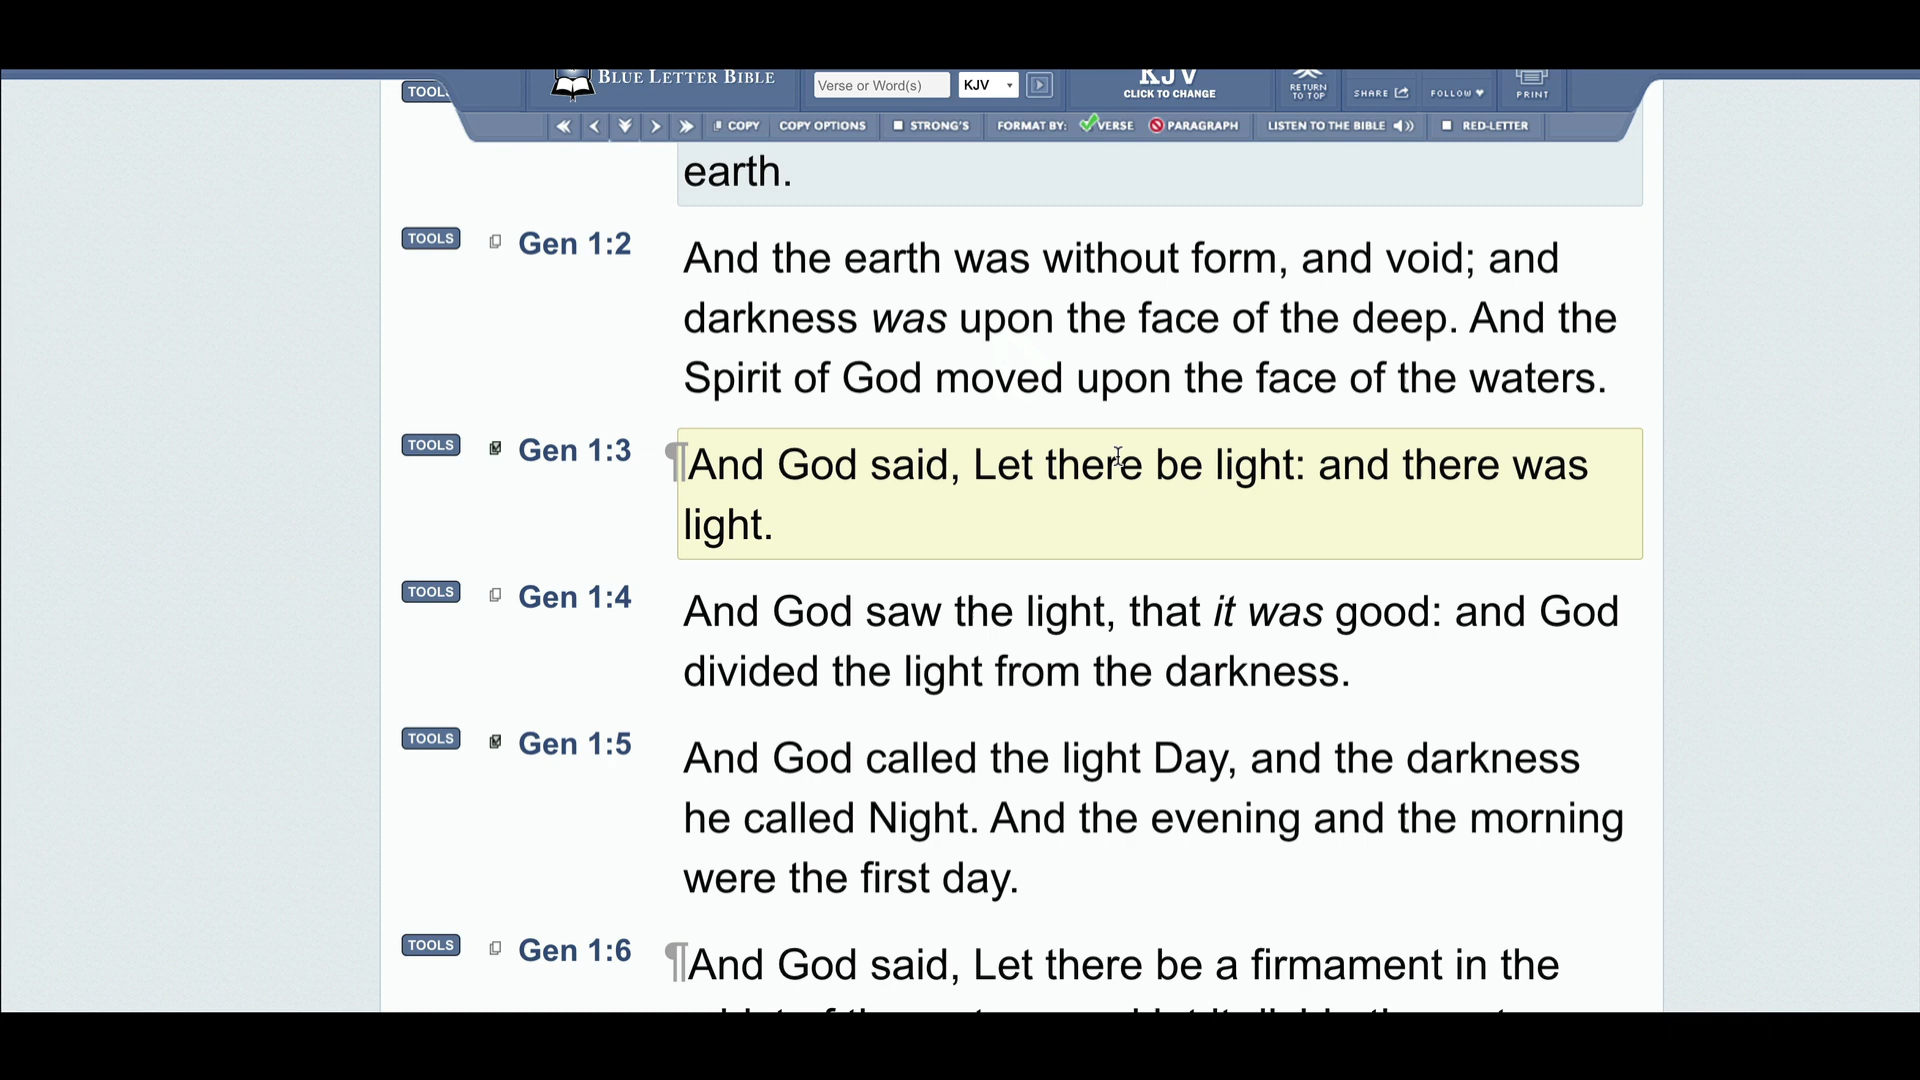 BLUE LETTER BIBLE
Verse or Word(s)
KJV
KJV
CLICK TO CHANGE
RETURN
TO TOP
SHARE
FOLLOW
PRINT
COPY
COPY OPTIONS
STRONG'S
FORMAT BY:
VERSE
PARAGRAPH
LISTEN TO THE BIBLE
RED-LETTER
earth.
TOOLS
Gen 1:2
And the earth was without form, and void; and
darkness was upon the face of the deep. And the
Spirit of God moved upon the face of the waters.
TOOLS
Gen 1:3
¶And God said, Let there be light: and there was
light.
TOOLS
Gen 1:4
And God saw the light, that it was good: and God
divided the light from the darkness.
TOOLS
Gen 1:5
And God called the light Day, and the darkness
he called Night. And the evening and the morning
were the first day.
TOOLS
Gen 1:6
¶And God said, Let there be a firmament in the